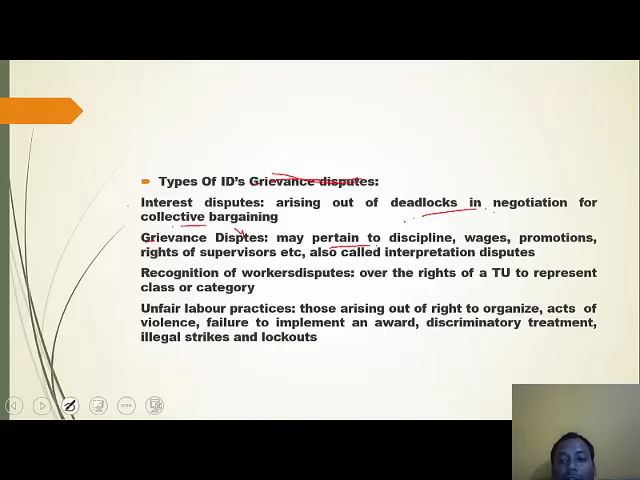 Types Of ID's Grievance disputes:
Interest disputes: arising out of deadlocks in negotiation for
collective bargaining
Grievance Disptes: may pertain to discipline, wages, promotions,
rights of supervisors etc, also called interpretation disputes
Recognition of workersdisputes: over the rights of a TU to represent
class or category
Unfair labour practices: those arising out of right to organize, acts of
violence, failure to implement an award, discriminatory treatment,
illegal strikes and lockouts